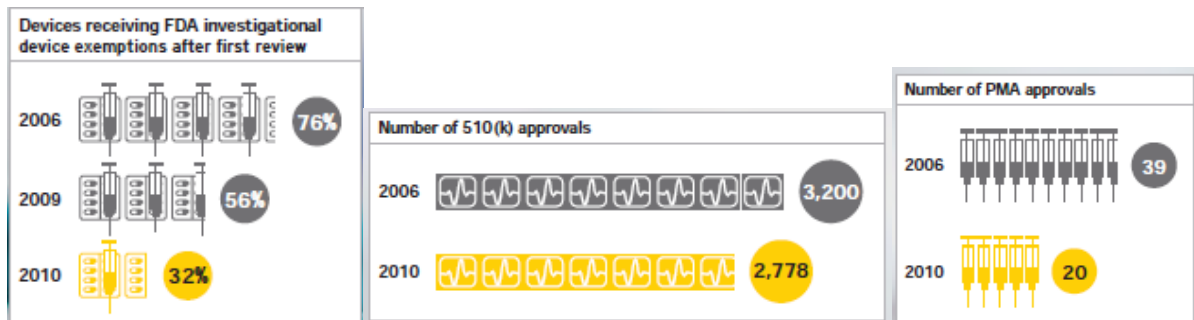 Devices receiving FDA investigational
device exemptions after first review
2006 76%
2009 56%
2010 32%
Number of 510(k) approvals
2006 3,200
2010 2,778
Number of PMA approvals
2006 39
2010 20